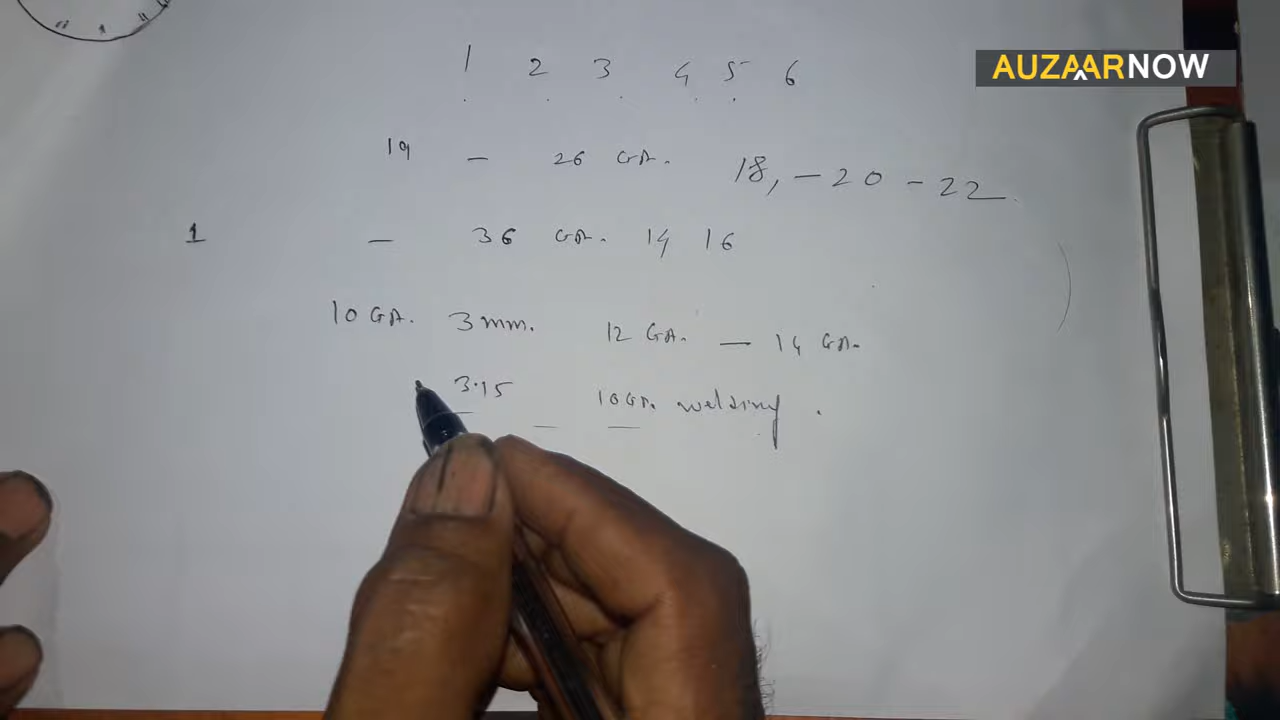 AUZAARNOW
1 2 3 4 5 6
19 – 26 GA. 18, – 20 – 22
1 – 36 GA. 14 16
10 GA. 3 mm. 12 GA. – 14 GA.
3.15 10 GA. welding.